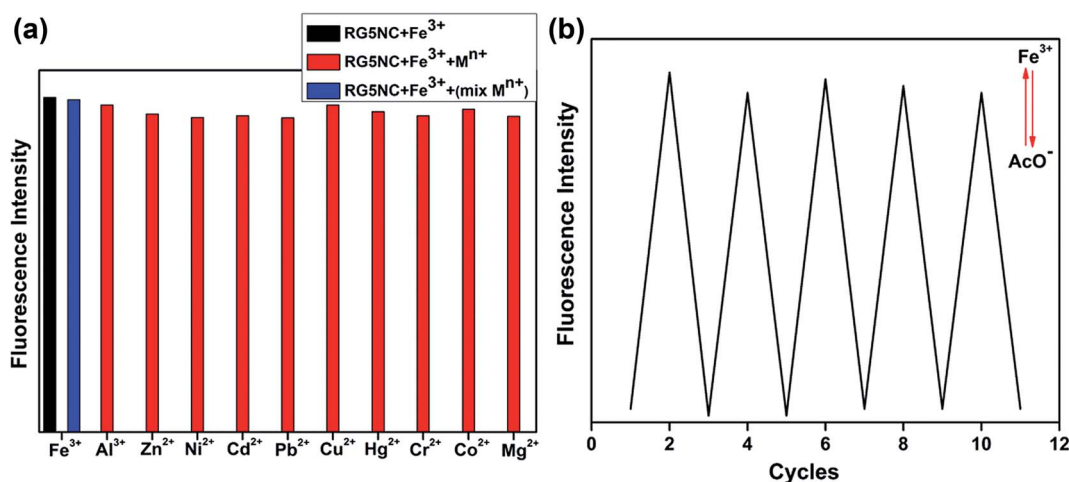 (a)
RG5NC+Fe³⁺
RG5NC+Fe³⁺+Mⁿ⁺
RG5NC+Fe³⁺+(mix Mⁿ⁺)
Fluorescence Intensity
Fe³⁺ Al³⁺ Zn²⁺ Ni²⁺ Cd²⁺ Pb²⁺ Cu²⁺ Hg²⁺ Cr²⁺ Co²⁺ Mg²⁺
(b)
Fe³⁺
AcO⁻
Fluorescence Intensity
0 2 4 6 8 10 12
Cycles